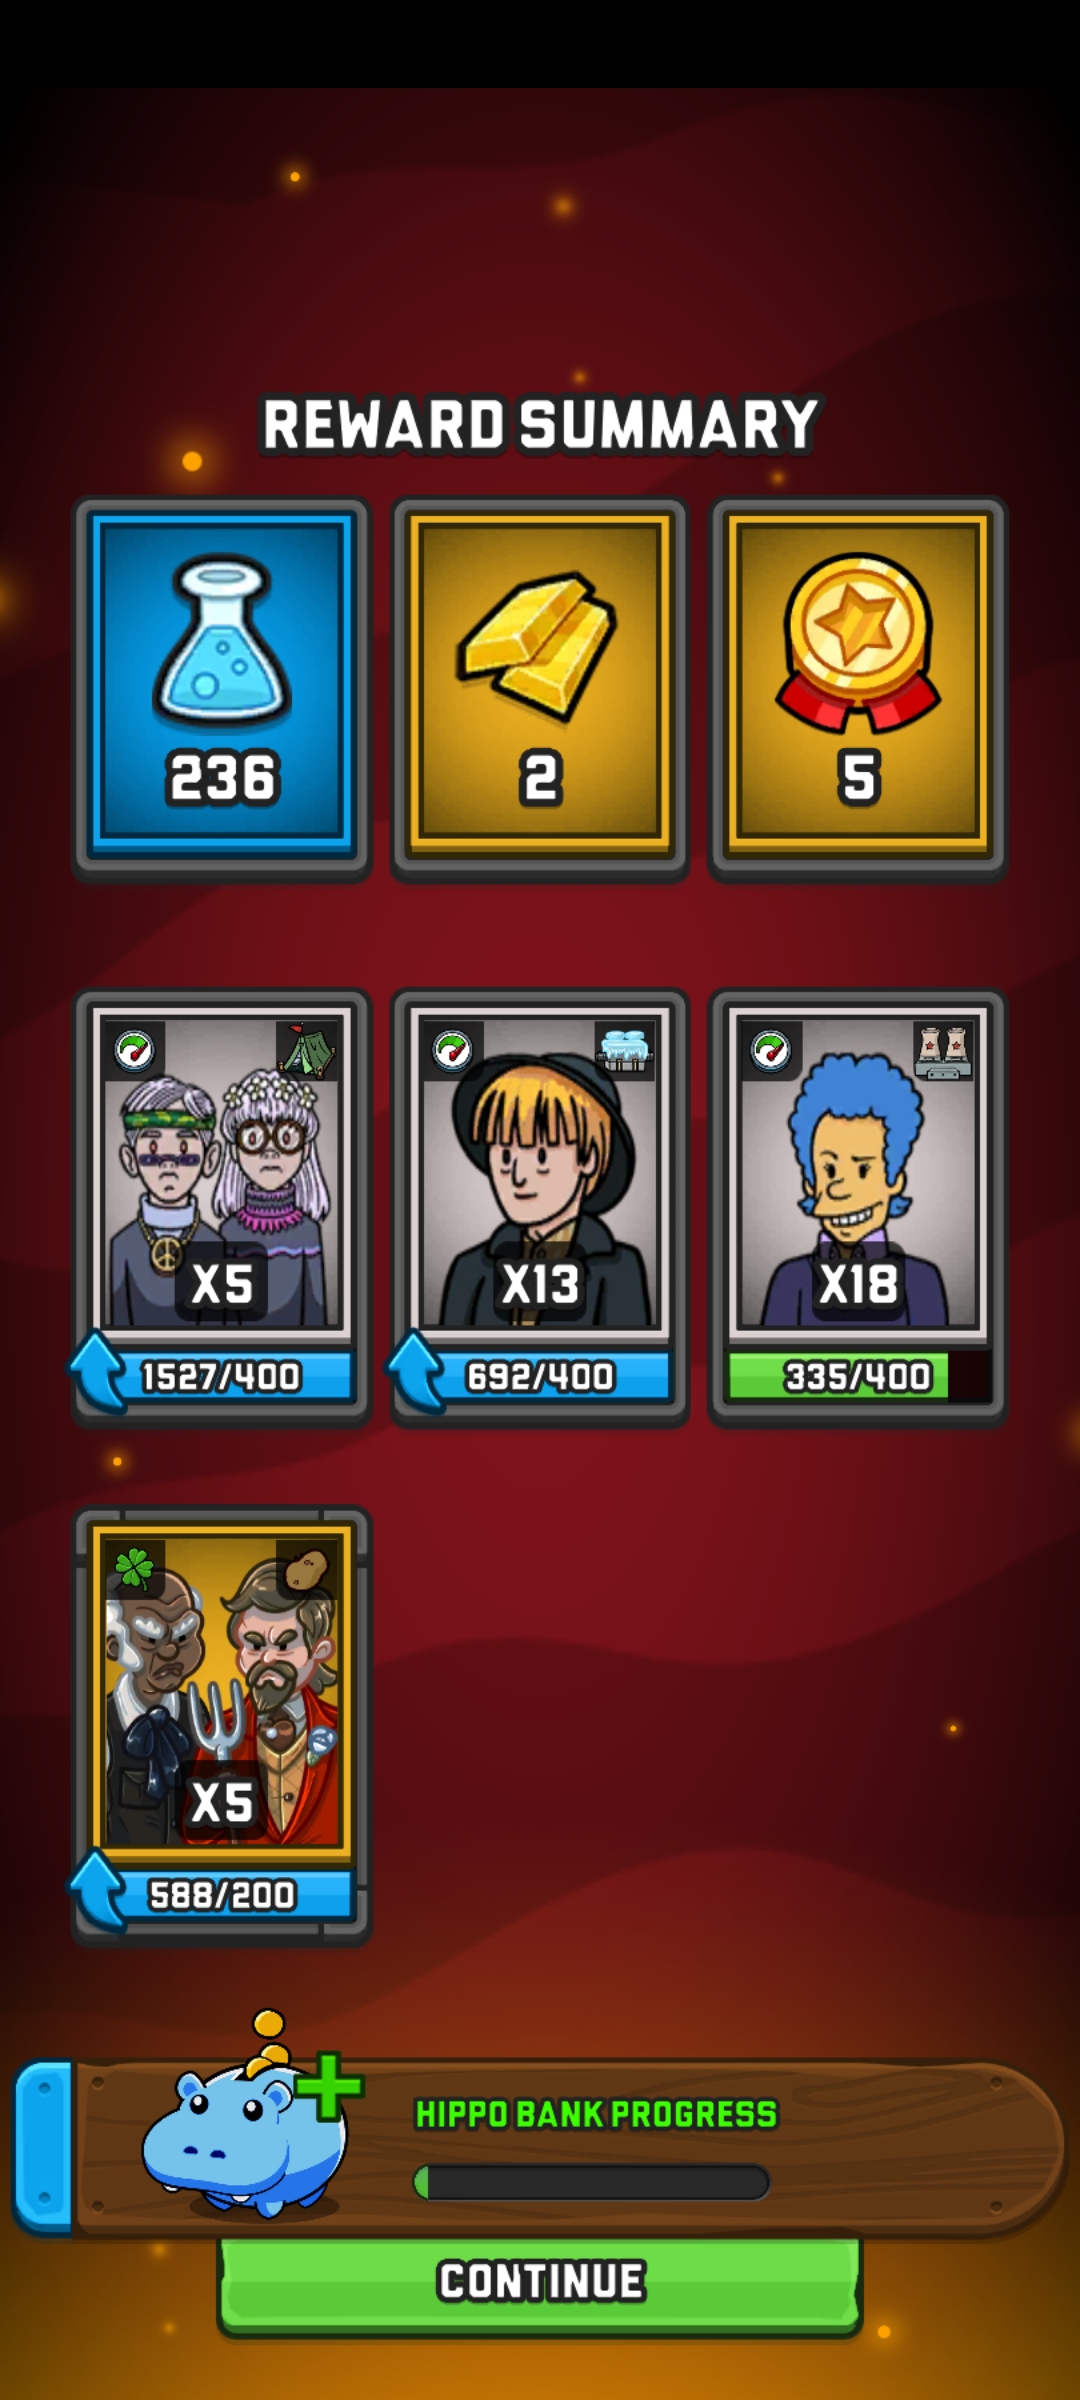 REWARD SUMMARY
236
2
5
X5
X13
X18
1527/400
692/400
335/400
X5
588/200
HIPPO BANK PROGRESS
CONTINUE